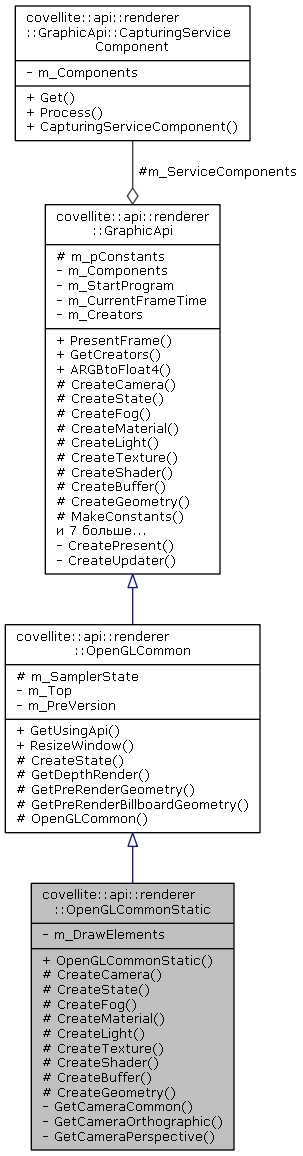 covellite::api::renderer
::GraphicApi::CapturingService
Component
- m_Components
+ Get()
+ Process()
+ CapturingServiceComponent()
#m_ServiceComponents
covellite::api::renderer
::GraphicApi
# m_pConstants
- m_Components
- m_StartProgram
- m_CurrentFrameTime
- m_Creators
+ PresentFrame()
+ GetCreators()
+ ARGBtoFloat4()
# CreateCamera()
# CreateState()
# CreateFog()
# CreateMaterial()
# CreateLight()
# CreateTexture()
# CreateShader()
# CreateBuffer()
# CreateGeometry()
# MakeConstants()
и 7 больше...
- CreatePresent()
- CreateUpdater()
covellite::api::renderer
::OpenGLCommon
# m_SamplerState
- m_Top
- m_PreVersion
+ GetUsingApi()
+ ResizeWindow()
# CreateState()
# GetDepthRender()
# GetPreRenderGeometry()
# GetPreRenderBillboardGeometry()
# OpenGLCommon()
covellite::api::renderer
::OpenGLCommonStatic
- m_DrawElements
+ OpenGLCommonStatic()
# CreateCamera()
# CreateState()
# CreateFog()
# CreateMaterial()
# CreateLight()
# CreateTexture()
# CreateShader()
# CreateBuffer()
# CreateGeometry()
- GetCameraCommon()
- GetCameraOrthographic()
- GetCameraPerspective()